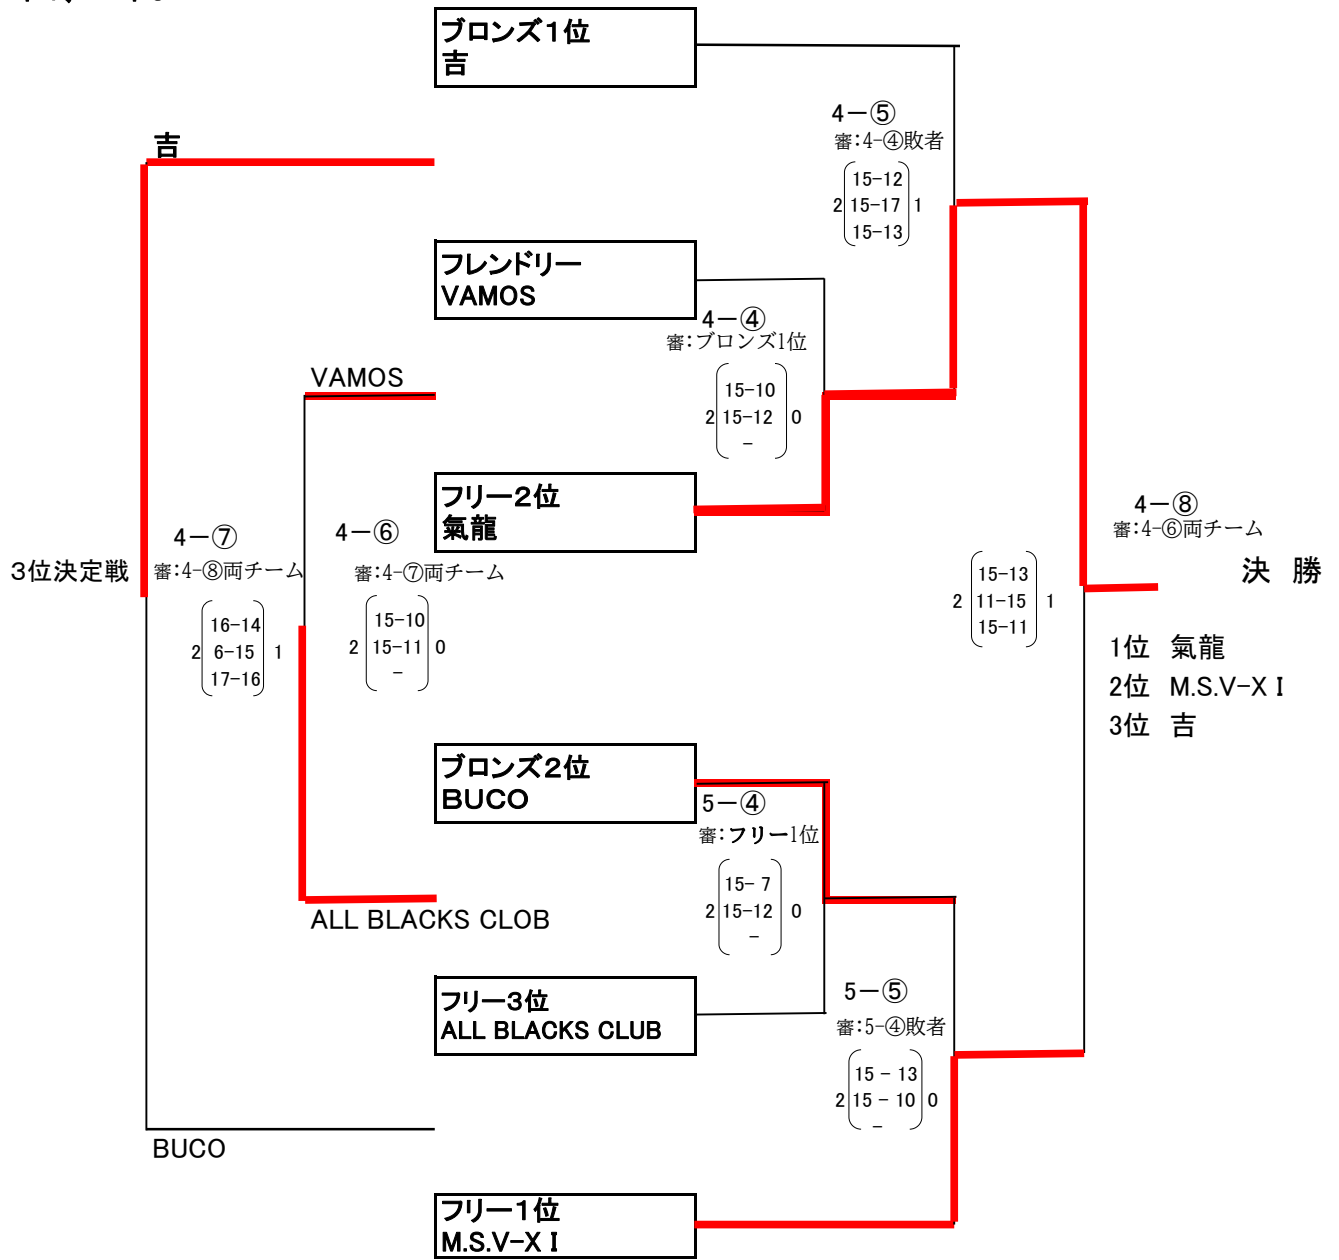 ブロンズ1位
吉
4-⑤
審:4-④敗者
15-12
2 15-17 1
15-13
吉
フレンドリー
VAMOS
4-④
審:ブロンズ1位
15-10
2 15-12 0
-
VAMOS
フリー2位
氣龍
4-⑧
審:4-⑥両チーム
決 勝
15-13
2 11-15 1
15-11
1位 氣龍
2位 M.S.V-XⅠ
3位 吉
3位決定戦
4-⑦
審:4-⑧両チーム
16-14
2 6-15 1
17-16
4-⑥
審:4-⑦両チーム
15-10
2 15-11 0
-
ブロンズ2位
BUCO
5-④
審:フリー1位
15- 7
2 15-12 0
-
ALL BLACKS CLOB
フリー3位
ALL BLACKS CLUB
5-⑤
審:5-④敗者
15 - 13
2 15 - 10 0
-
BUCO
フリー1位
M.S.V-XⅠ